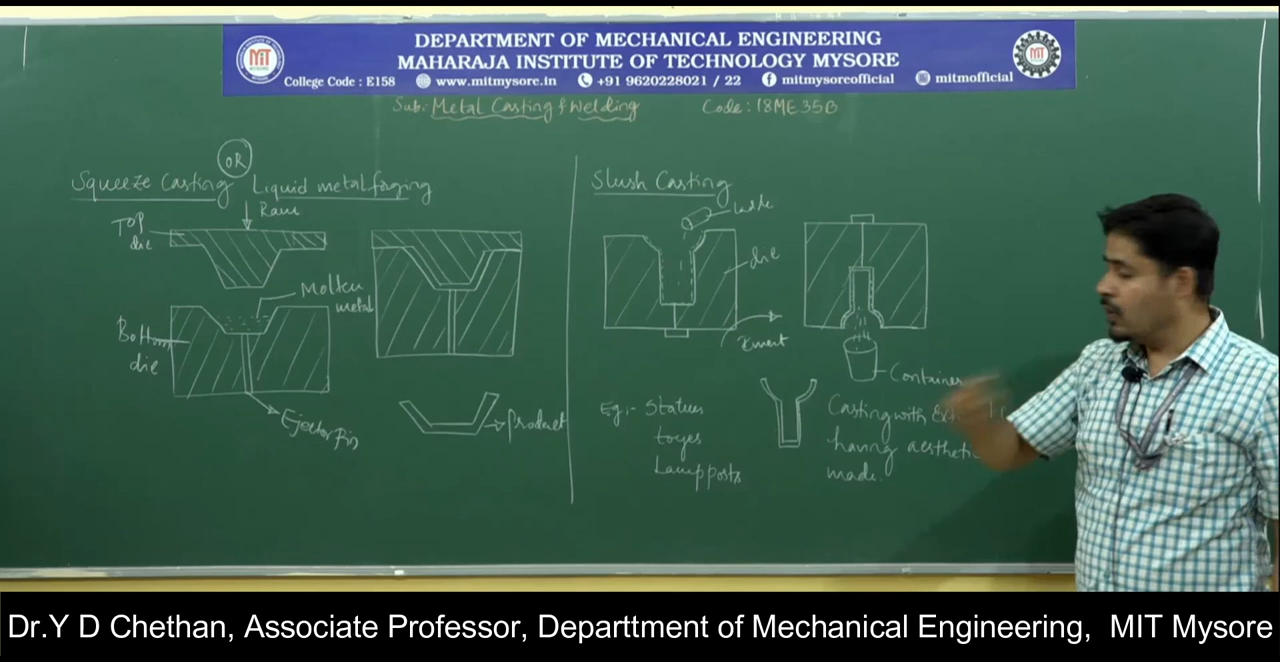 DEPARTMENT OF MECHANICAL ENGINEERING
MAHARAJA INSTITUTE OF TECHNOLOGY MYSORE
College Code : E158 www.mitmysore.in +91 9620228021 / 22 mitmysoreofficial mitmofficial
MIT
MIT
Sub: Metal Casting & Welding Code: 18ME35B
OR
Squeeze Casting Liquid metal forging
Ram
Top
die
Molten
metal
Bottom
die
Ejector Pin
Product
Slush Casting
ladle
die
Invert
Container
Eg:- Statues
toyes
Lamp posts
Casting with
having aesthetic
made.
Dr.Y D Chethan, Associate Professor, Departtment of Mechanical Engineering, MIT Mysore